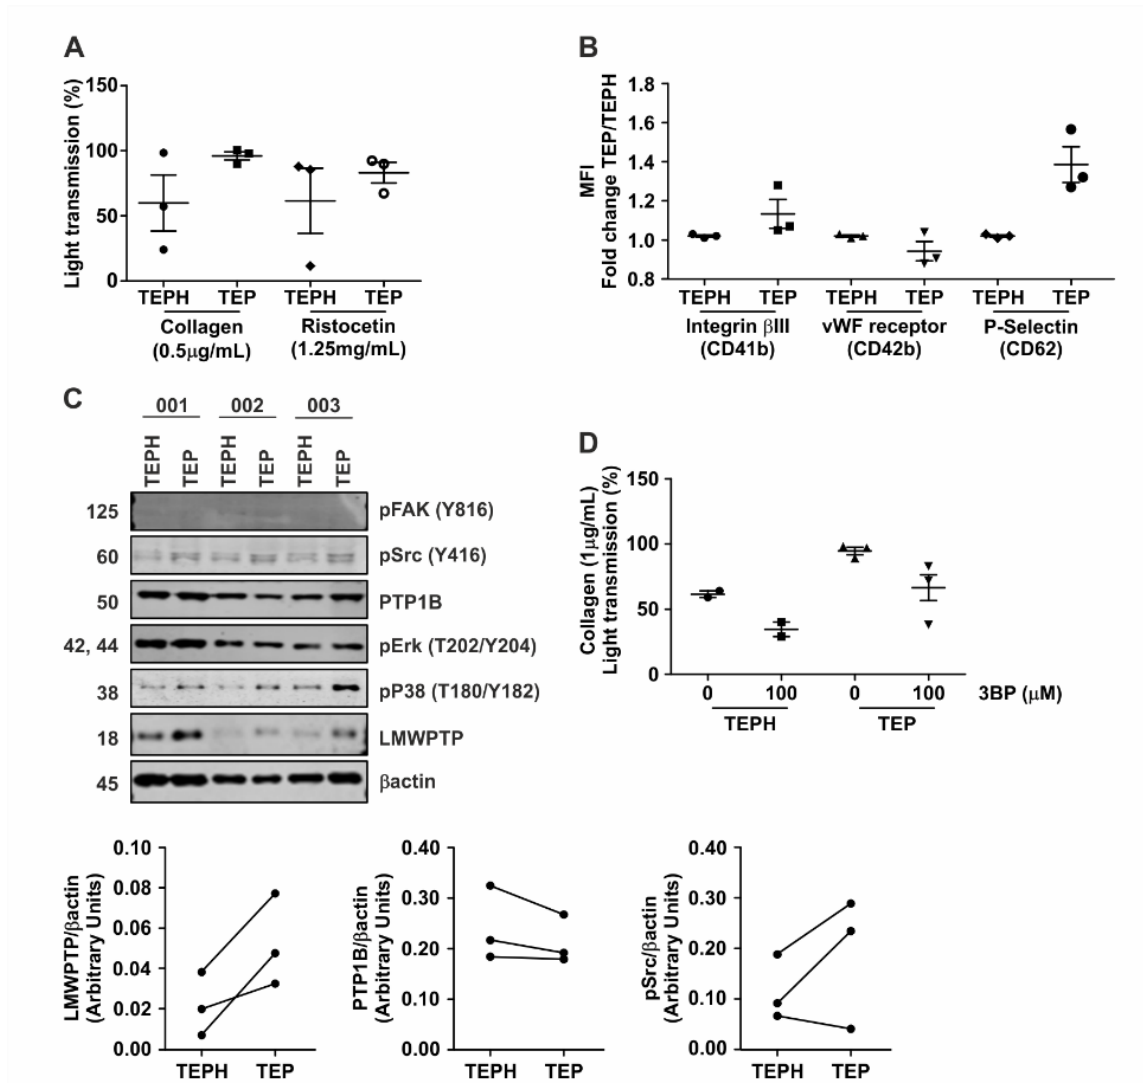 A
Light transmission (%)
150
100
50
0
TEPH TEP TEPH TEP
Collagen Ristocetin
(0.5μg/mL) (1.25mg/mL)
B
MFI
Fold change TEP/TEPH
1.8
1.6
1.4
1.2
1.0
0.8
TEPH TEP TEPH TEP TEPH TEP
Integrin βIII vWF receptor P-Selectin
(CD41b) (CD42b) (CD62)
C
001 002 003
TEPH TEP TEPH TEP TEPH TEP
125 pFAK (Y816)
60 pSrc (Y416)
50 PTP1B
42, 44 pErk (T202/Y204)
38 pP38 (T180/Y182)
18 LMWPTP
45 βactin
D
Collagen (1μg/mL)
Light transmission (%)
150
100
50
0
0 100 0 100 3BP (μM)
TEPH TEP
LMWPTP/βactin
(Arbitrary Units)
0.10
0.08
0.06
0.04
0.02
0.00
TEPH TEP
PTP1B/βactin
(Arbitrary Units)
0.40
0.30
0.20
0.10
0.00
TEPH TEP
pSrc/βactin
(Arbitrary Units)
0.40
0.30
0.20
0.10
0.00
TEPH TEP